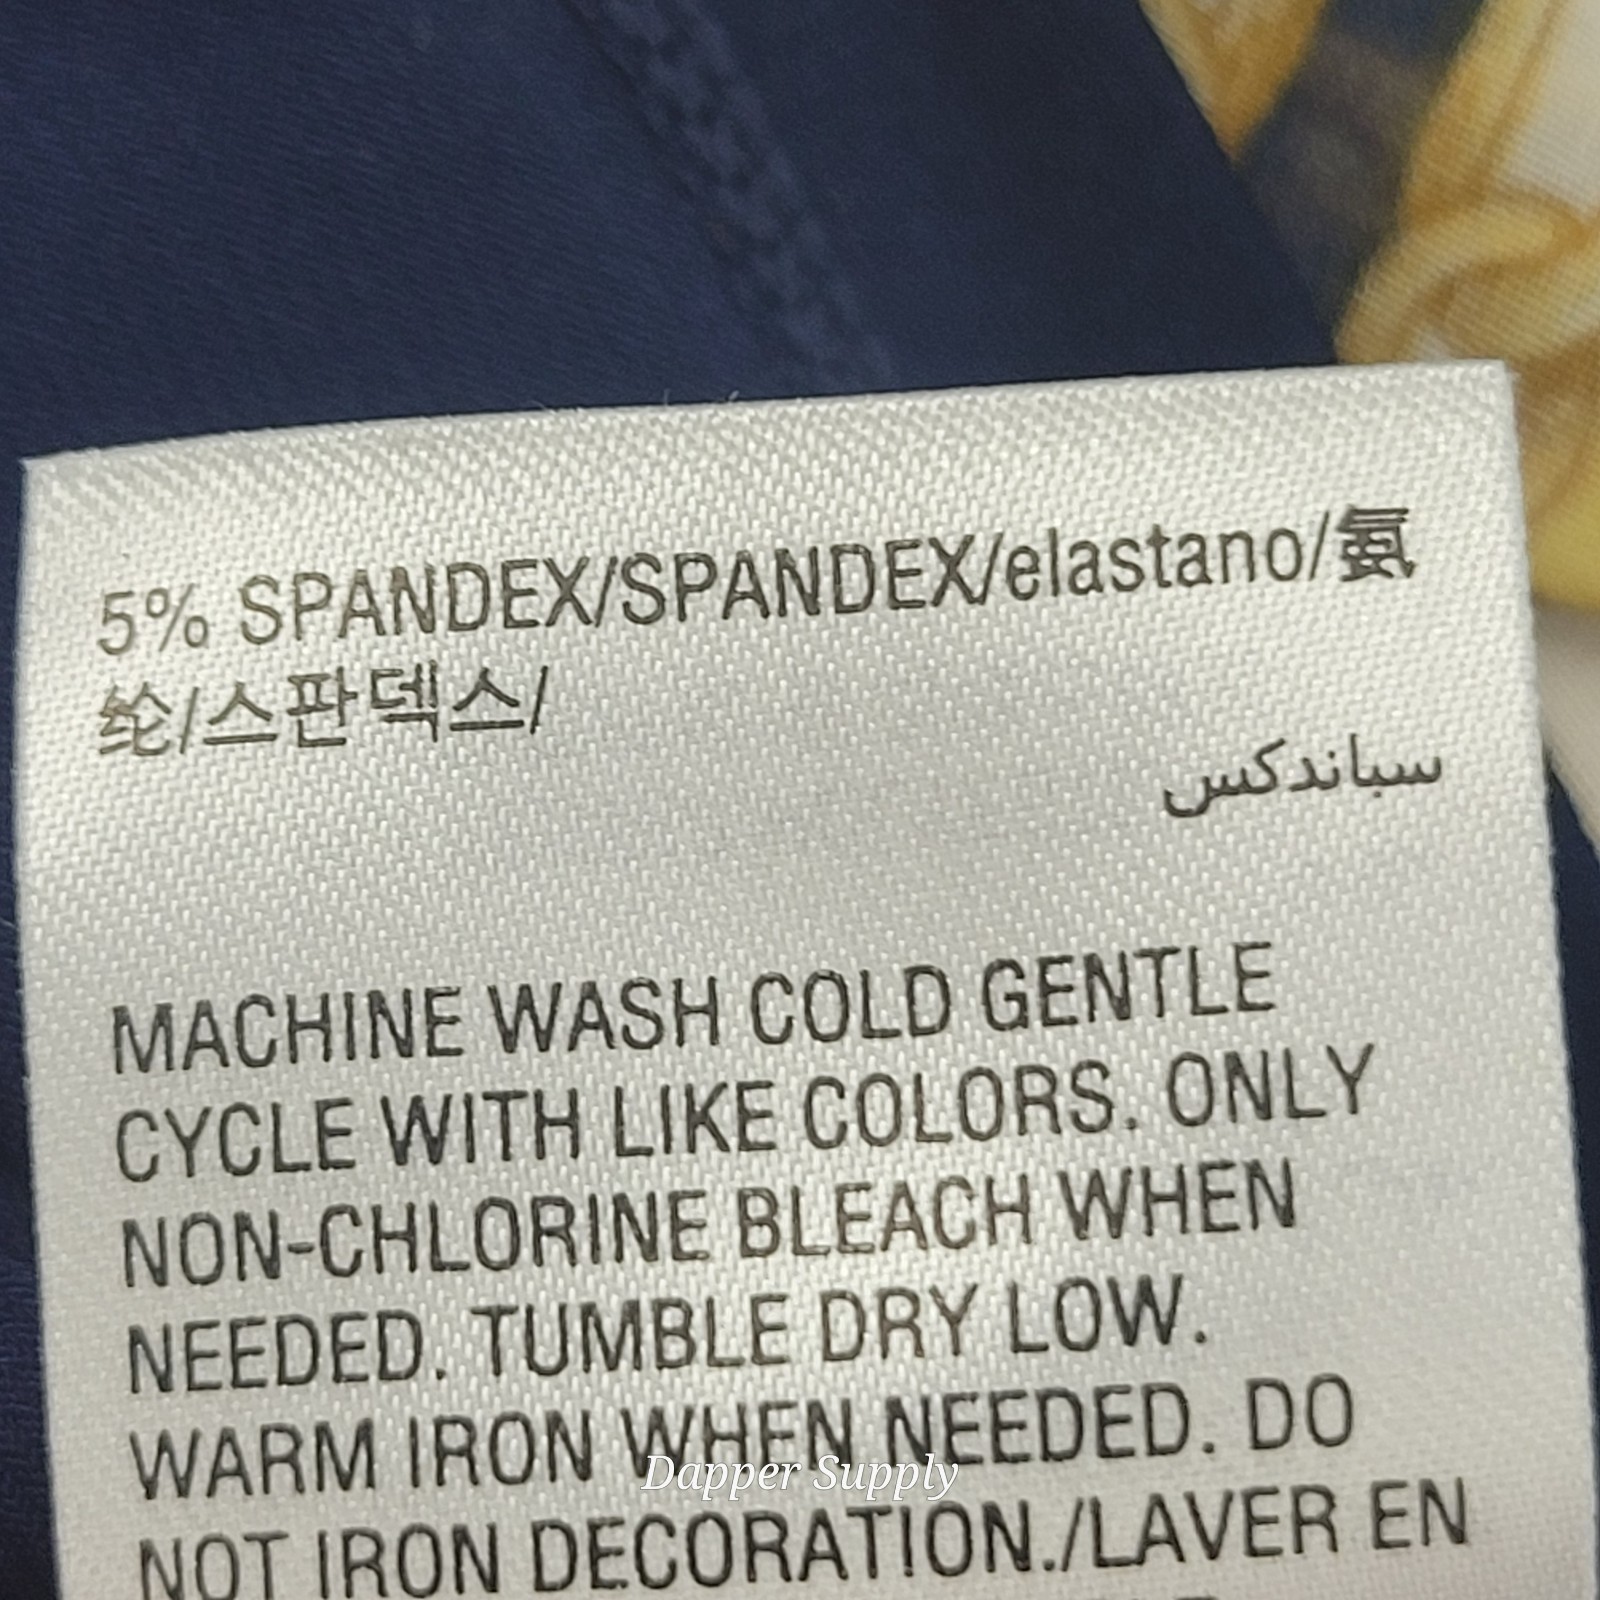 5% SPANDEX/SPANDEX/elastano/氨
纶/스판덱스/
سباندكس
MACHINE WASH COLD GENTLE
CYCLE WITH LIKE COLORS. ONLY
NON-CHLORINE BLEACH WHEN
NEEDED. TUMBLE DRY LOW.
WARM IRON WHEN NEEDED. DO
Dapper Supply
NOT IRON DECORATION./LAVER EN